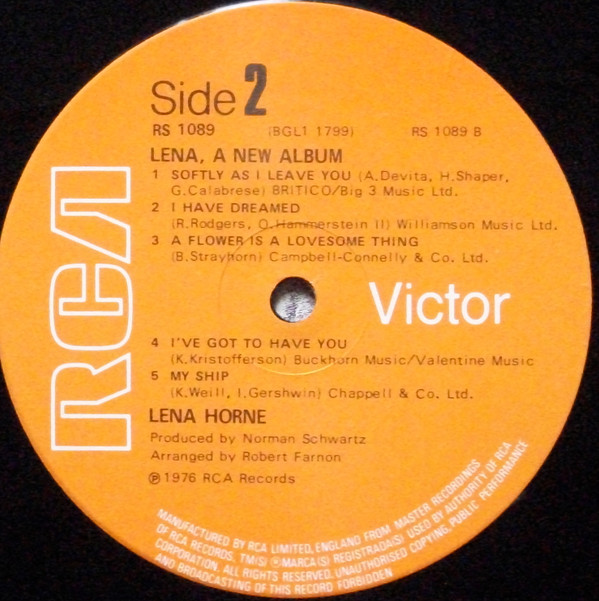 Side 2
RS 1089 (BGL1 1799) RS 1089 B
LENA, A NEW ALBUM
1 SOFTLY AS I LEAVE YOU (A.Devita, H.Shaper,
G.Calabrese) BRITICO/Big 3 Music Ltd.
2 I HAVE DREAMED
(R.Rodgers, O.Hammerstein II) Williamson Music Ltd.
3 A FLOWER IS A LOVESOME THING
(B.Strayhorn) Campbell-Connelly & Co. Ltd.
RCA
Victor
4 I'VE GOT TO HAVE YOU
(K.Kristofferson) Buckhorn Music/Valentine Music
5 MY SHIP
(K.Weill, I.Gershwin) Chappell & Co. Ltd.
LENA HORNE
Produced by Norman Schwartz
Arranged by Robert Farnon
℗ 1976 RCA Records
MANUFACTURED BY RCA LIMITED, ENGLAND FROM MASTER RECORDINGS
OF RCA RECORDS. TM(S) ® MARCA(S) REGISTRADA(S) USED BY AUTHORITY OF RCA
CORPORATION. ALL RIGHTS RESERVED. UNAUTHORISED COPYING, PUBLIC PERFORMANCE
AND BROADCASTING OF THIS RECORD FORBIDDEN